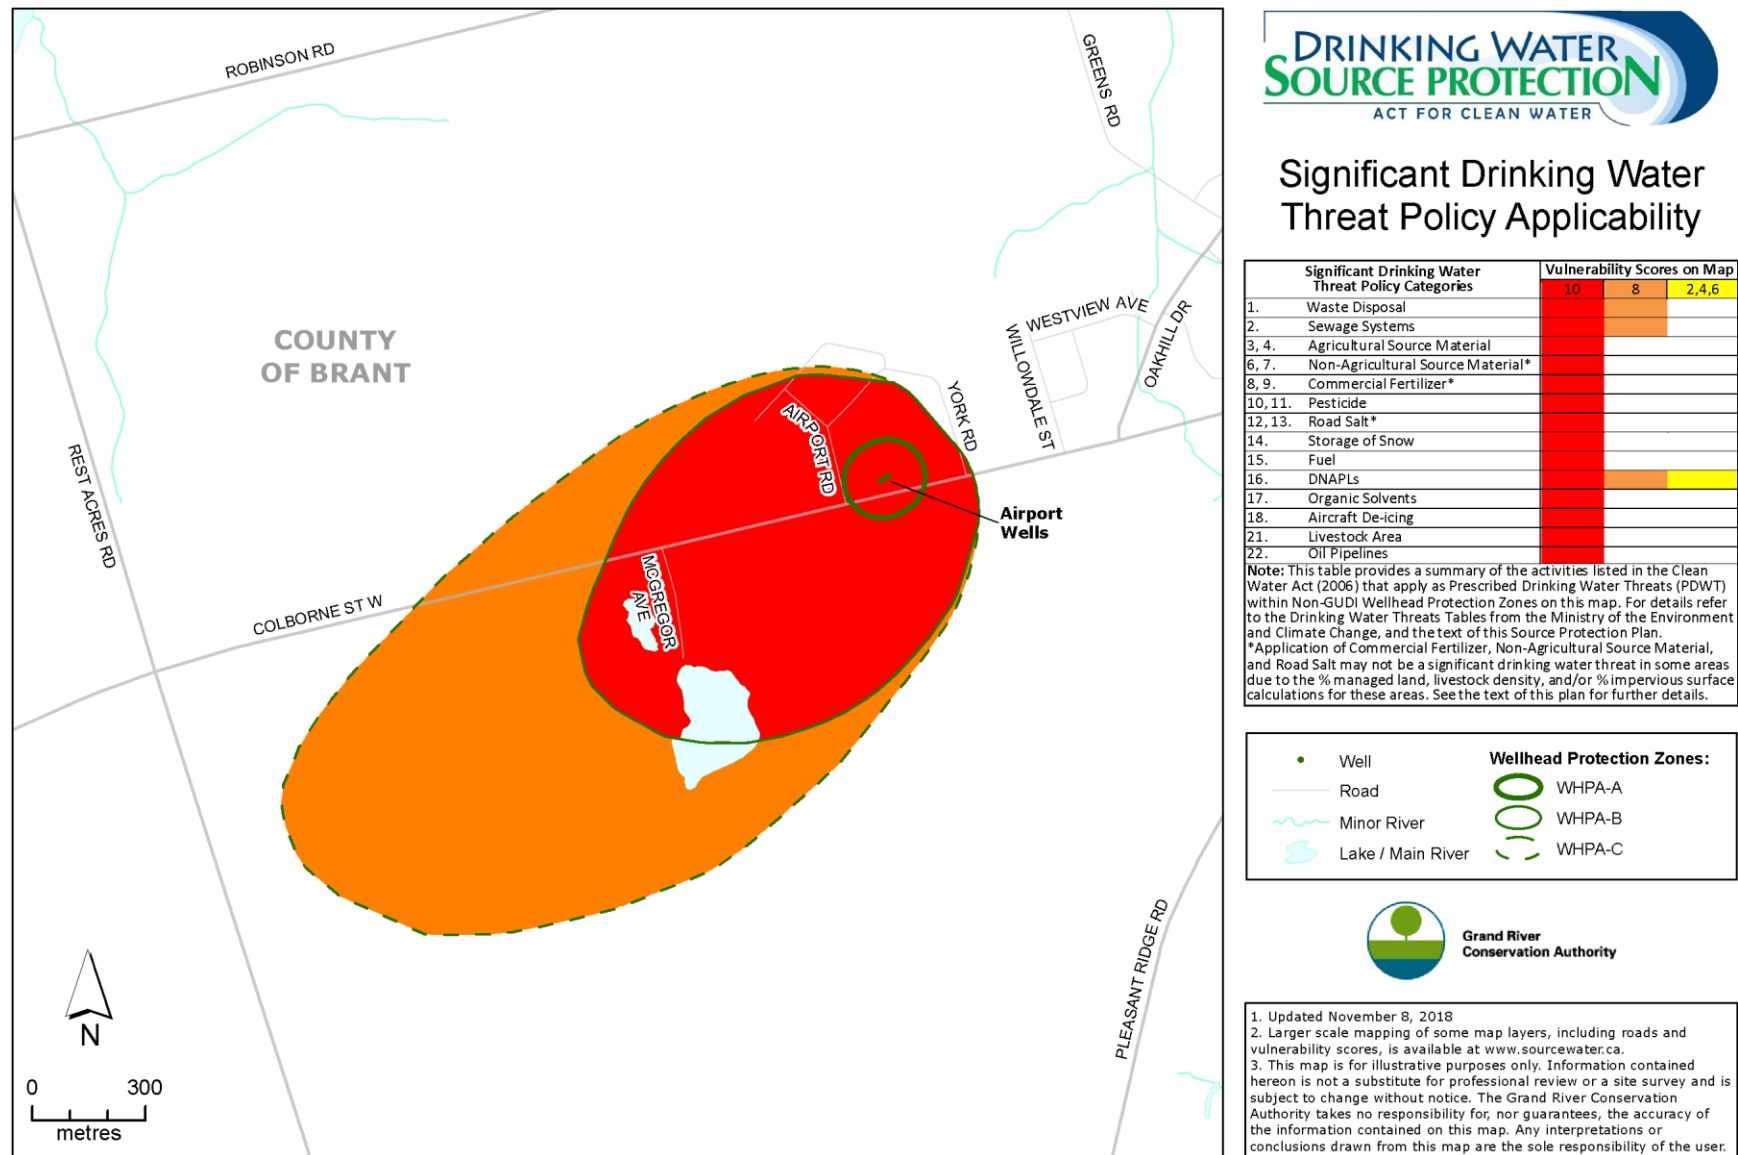 ROBINSON RD
GREENS RD
COUNTY
OF BRANT
WESTVIEW AVE
WILLOWDALE ST
OAKHILL DR
YORK RD
AIRPORT RD
REST ACRES RD
Airport
Wells
MCGREGOR
AVE
COLBORNE ST W
PLEASANT RIDGE RD
N
0 300
metres
DRINKING WATER
SOURCE PROTECTION
ACT FOR CLEAN WATER
Significant Drinking Water
Threat Policy Applicability
Significant Drinking Water
Threat Policy Categories
Vulnerability Scores on Map
10 8 2,4,6
1. Waste Disposal
2. Sewage Systems
3, 4. Agricultural Source Material
6, 7. Non-Agricultural Source Material*
8, 9. Commercial Fertilizer*
10, 11. Pesticide
12, 13. Road Salt*
14. Storage of Snow
15. Fuel
16. DNAPLs
17. Organic Solvents
18. Aircraft De-icing
21. Livestock Area
22. Oil Pipelines
Note: This table provides a summary of the activities listed in the Clean
Water Act (2006) that apply as Prescribed Drinking Water Threats (PDWT)
within Non-GUDI Wellhead Protection Zones on this map. For details refer
to the Drinking Water Threats Tables from the Ministry of the Environment
and Climate Change, and the text of this Source Protection Plan.
*Application of Commercial Fertilizer, Non-Agricultural Source Material,
and Road Salt may not be a significant drinking water threat in some areas
due to the % managed land, livestock density, and/or % impervious surface
calculations for these areas. See the text of this plan for further details.
Well
Road
Minor River
Lake / Main River
Wellhead Protection Zones:
WHPA-A
WHPA-B
WHPA-C
Grand River
Conservation Authority
1. Updated November 8, 2018
2. Larger scale mapping of some map layers, including roads and
vulnerability scores, is available at www.sourcewater.ca.
3. This map is for illustrative purposes only. Information contained
hereon is not a substitute for professional review or a site survey and is
subject to change without notice. The Grand River Conservation
Authority takes no responsibility for, nor guarantees, the accuracy of
the information contained on this map. Any interpretations or
conclusions drawn from this map are the sole responsibility of the user.